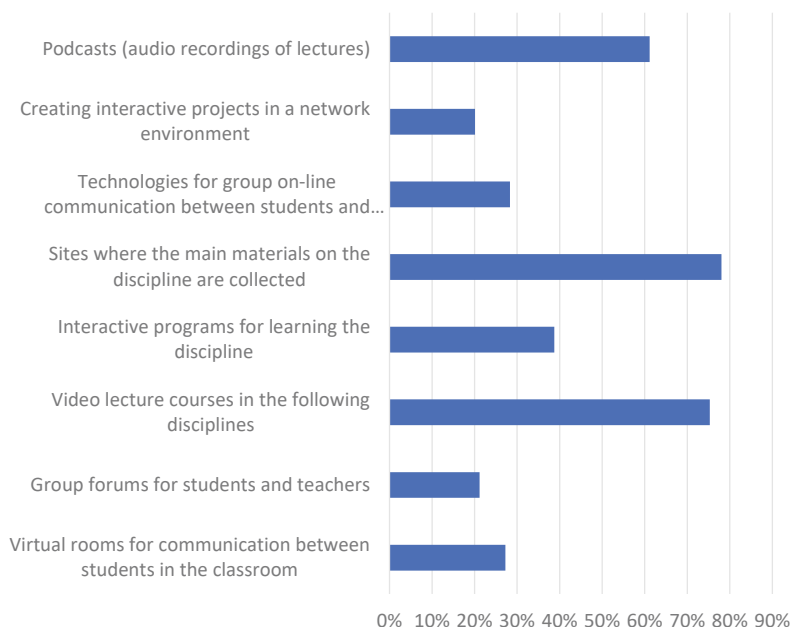 Podcasts (audio recordings of lectures)
Creating interactive projects in a network
environment
Technologies for group on-line
communication between students and...
Sites where the main materials on the
discipline are collected
Interactive programs for learning the
discipline
Video lecture courses in the following
disciplines
Group forums for students and teachers
Virtual rooms for communication between
students in the classroom
0% 10% 20% 30% 40% 50% 60% 70% 80% 90%